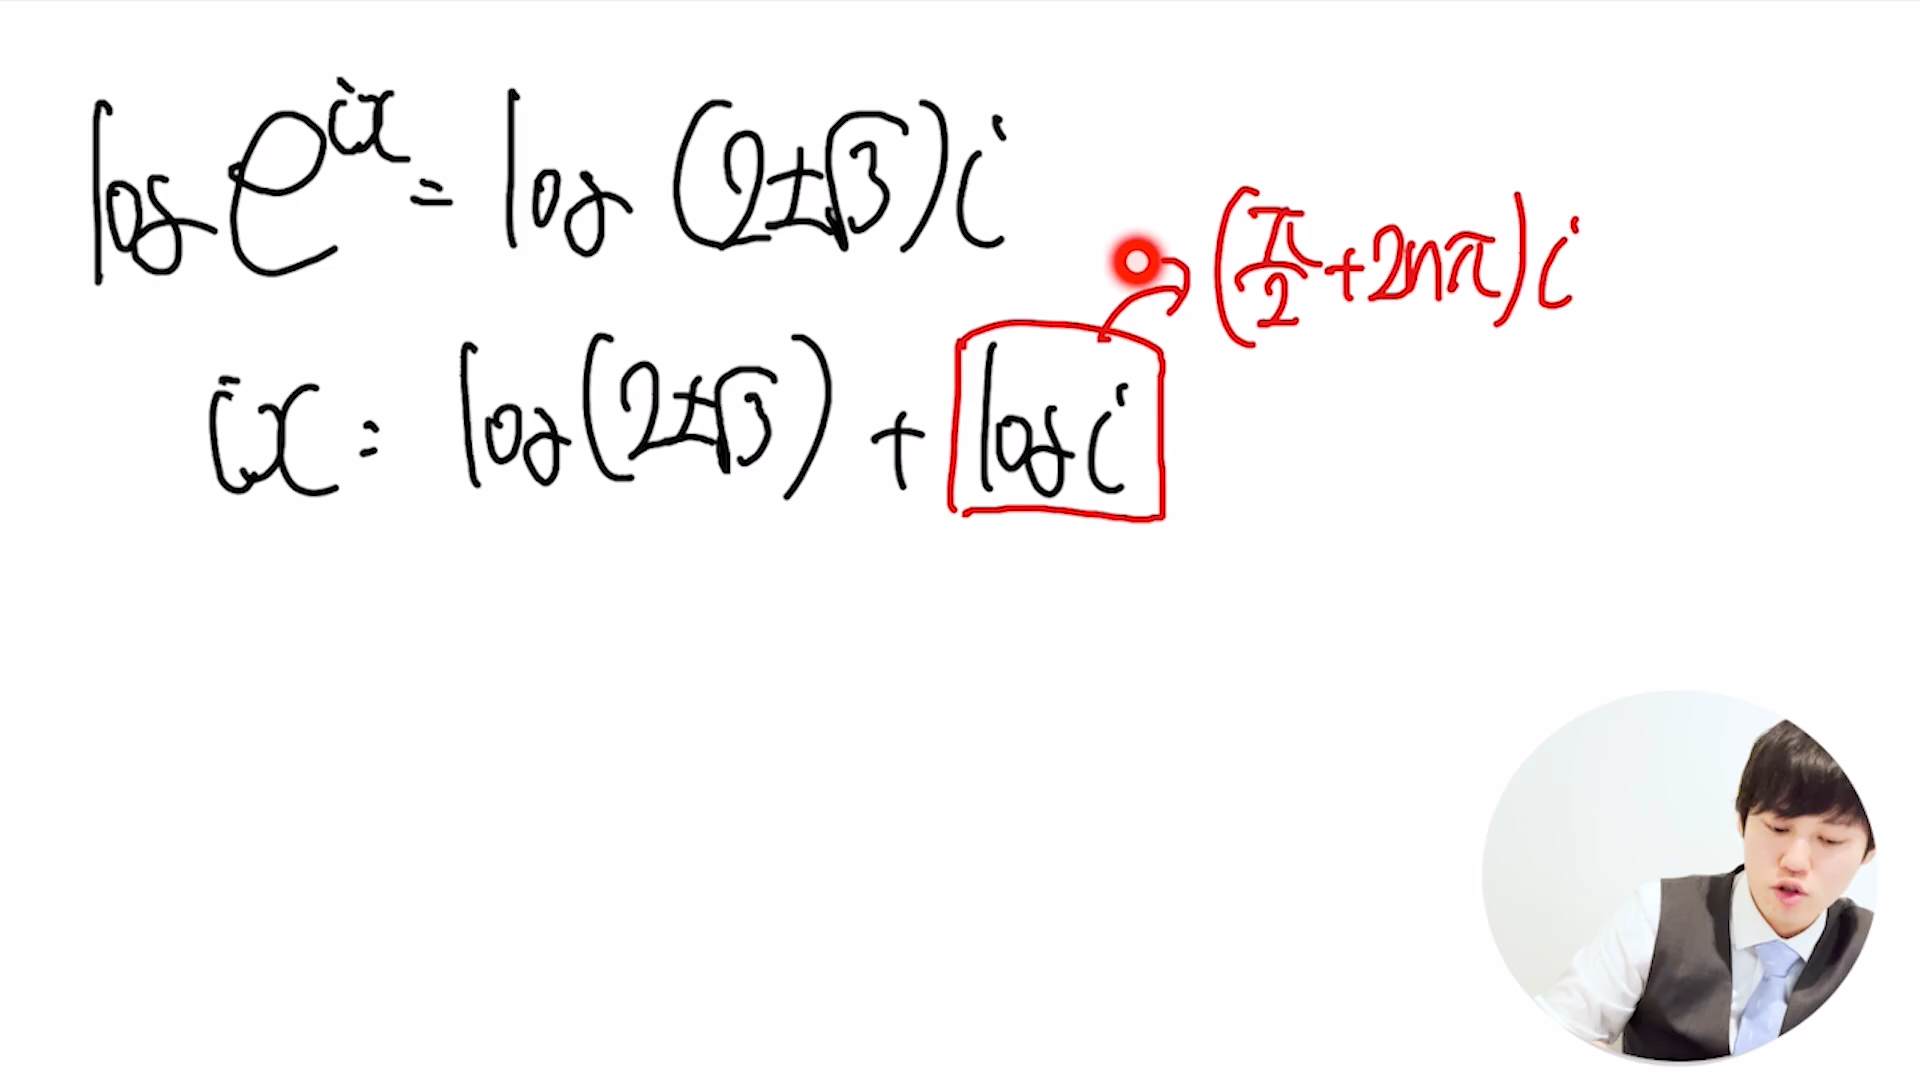 log e^{ix} = log (2±√3)i
(π/2 + 2nπ)i
ix = log(2±√3) + log i